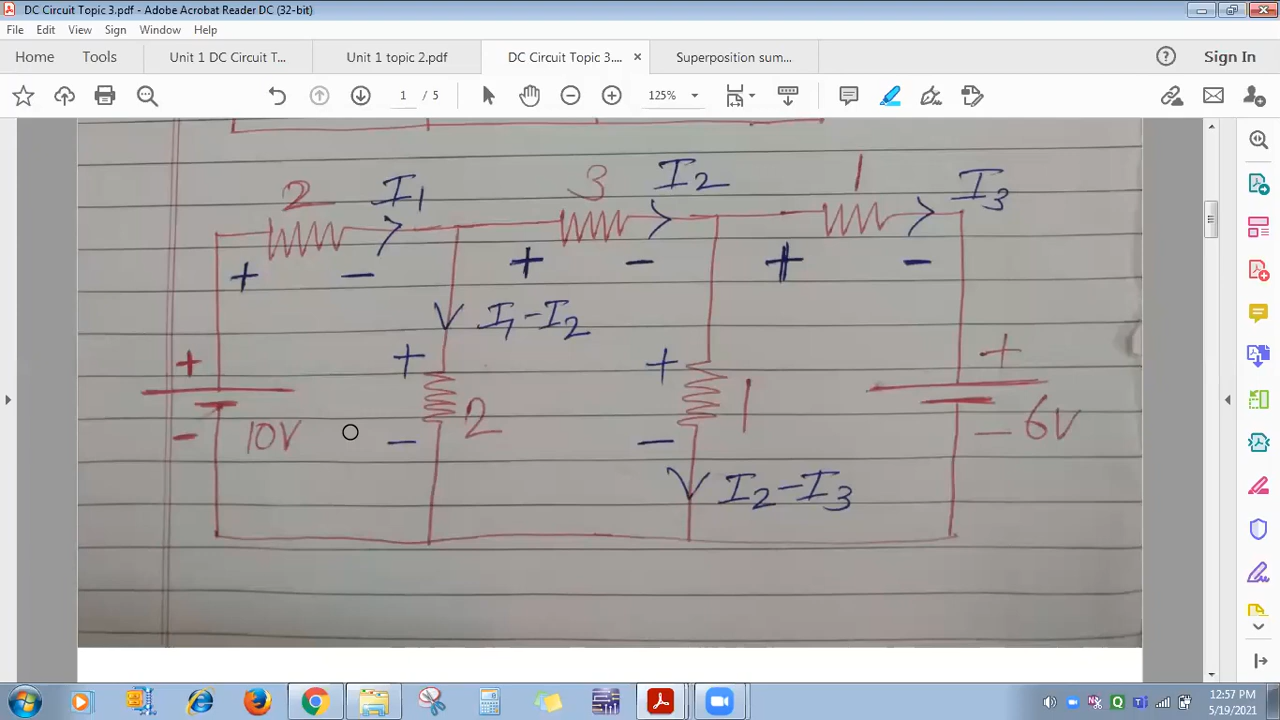 DC Circuit Topic 3.pdf - Adobe Acrobat Reader DC (32-bit)
File Edit View Sign Window Help
Home Tools Unit 1 DC Circuit T... Unit 1 topic 2.pdf DC Circuit Topic 3.... × Superposition sum... Sign In
1 / 5 125%
2 I1 3 I2 1 I3
+ - + - + -
I1-I2
+ + + +
- 10V - 2 - 1 - 6V
I2-I3
12:57 PM
5/19/2021